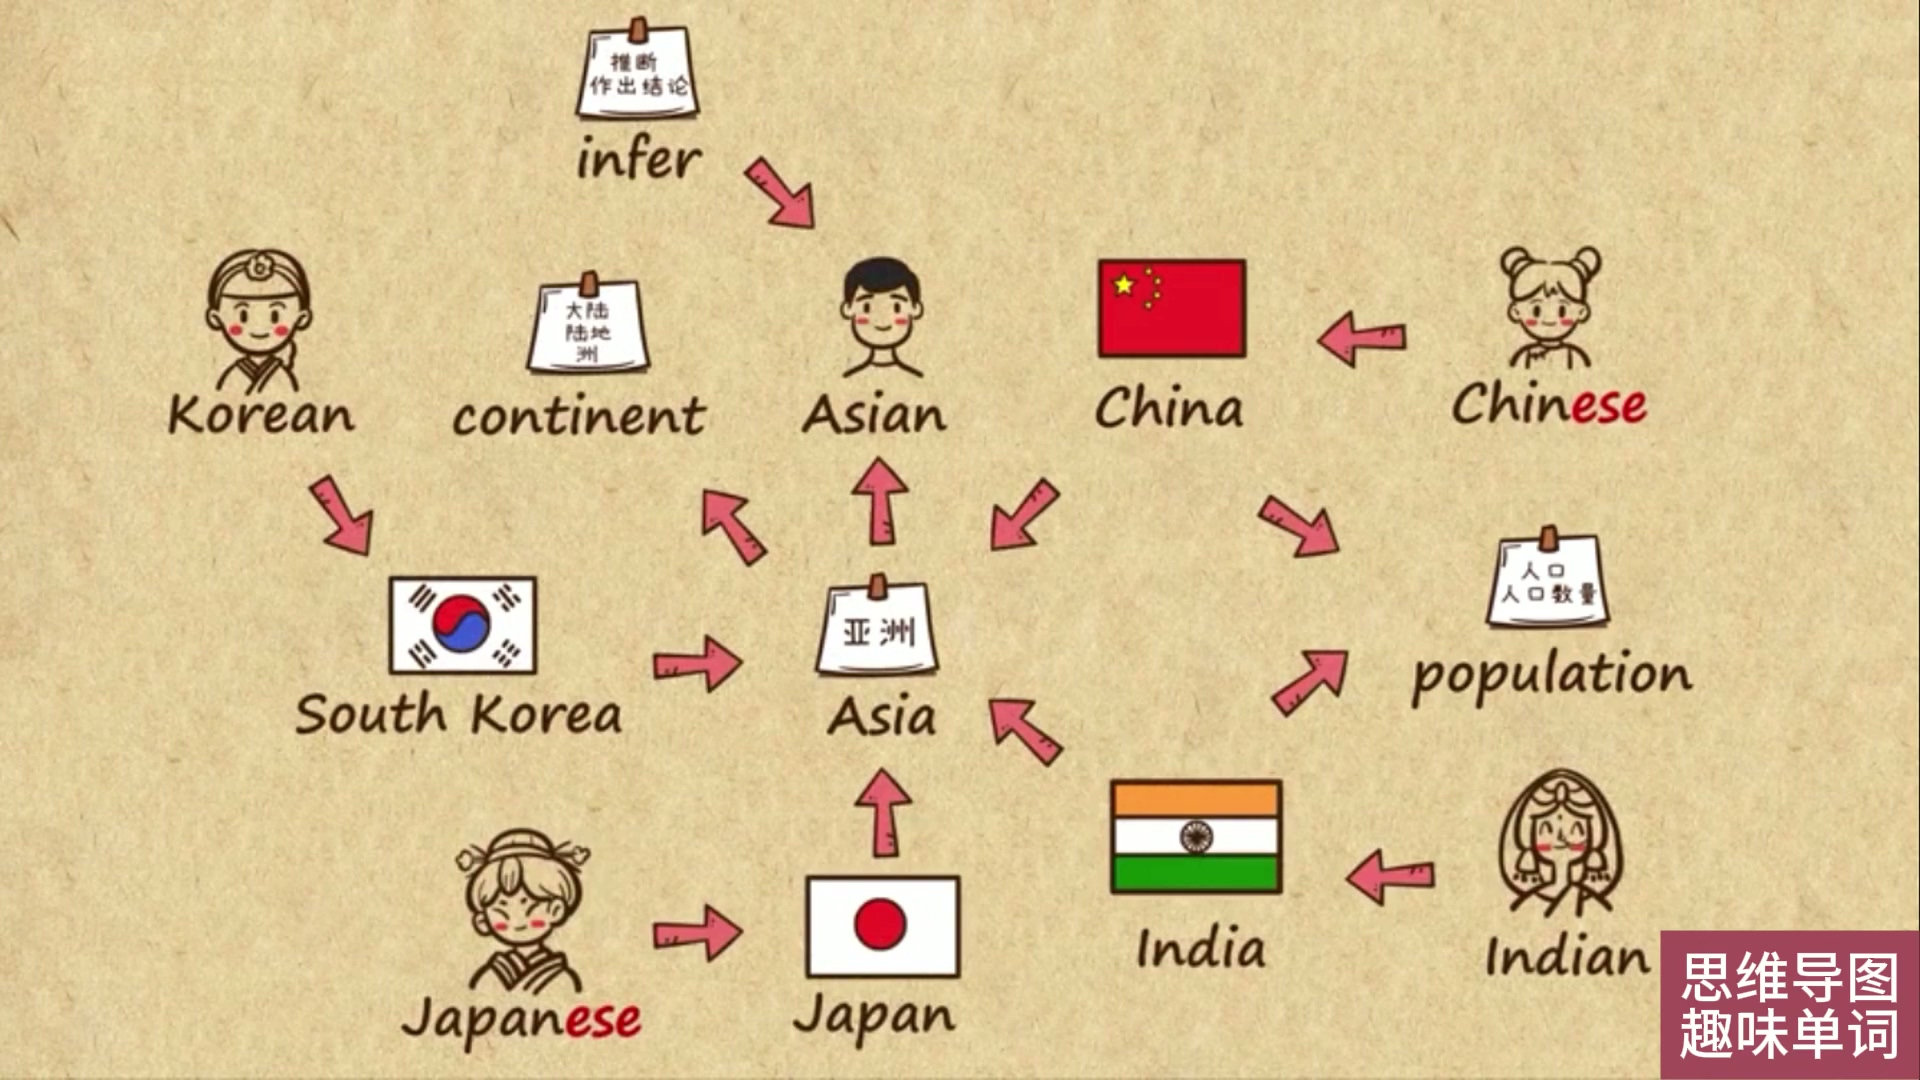 推断
作出结论
infer
Korean
大陆
陆地
洲
continent
Asian
China
Chinese
South Korea
亚洲
Asia
人口
人口数量
population
Japanese
Japan
India
Indian
思维导图
趣味单词